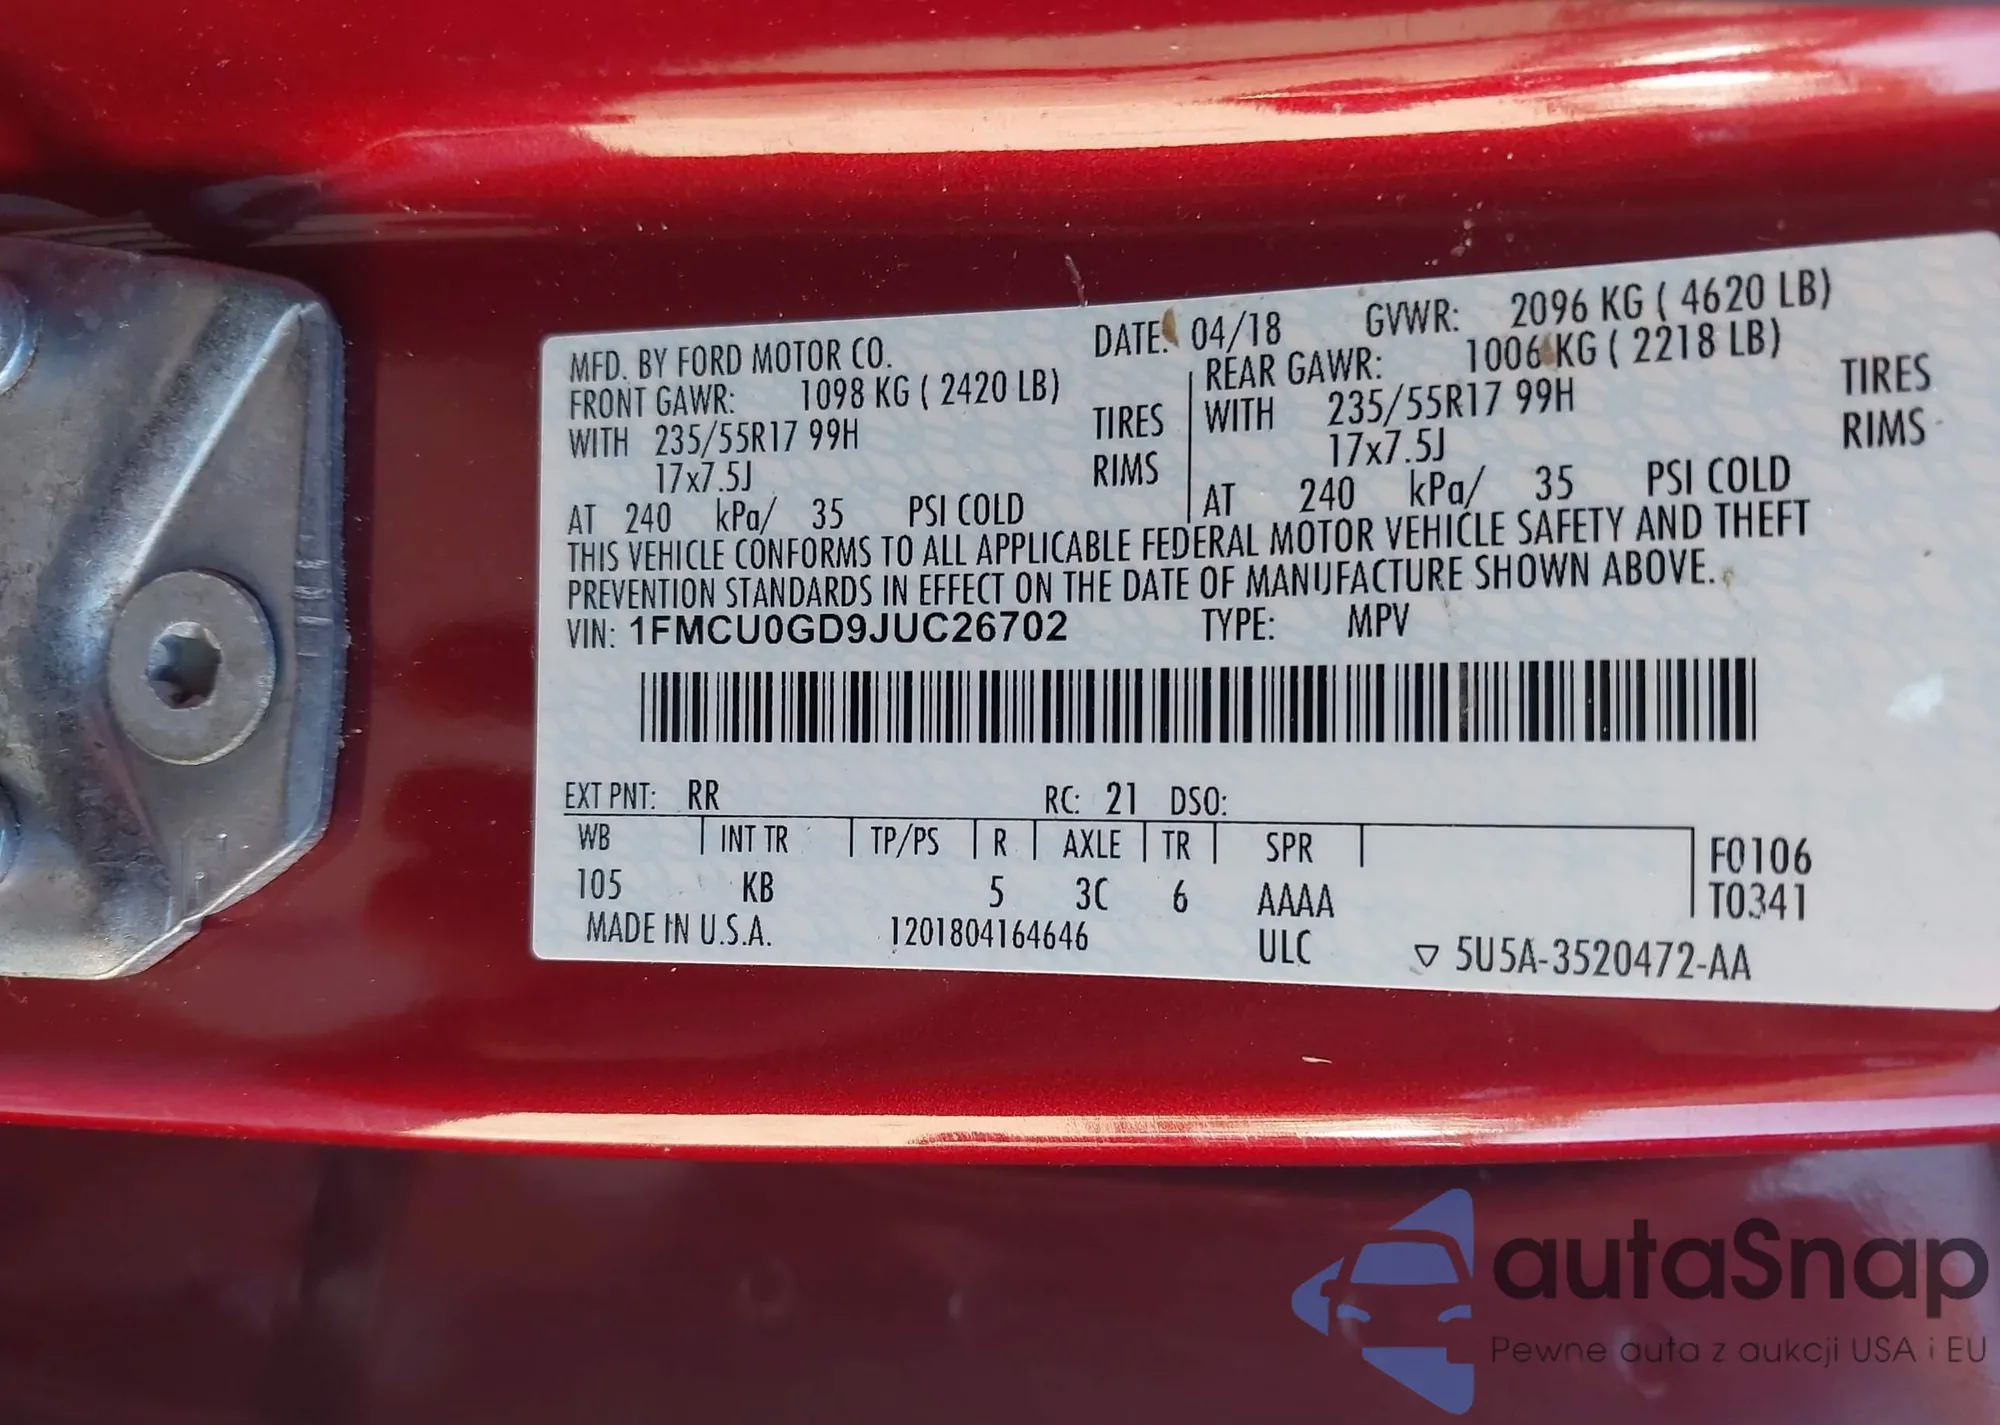 MFD. BY FORD MOTOR CO. DATE: 04/18 GVWR: 2096 KG ( 4620 LB)
FRONT GAWR: 1098 KG ( 2420 LB) REAR GAWR: 1006 KG ( 2218 LB)
WITH 235/55R17 99H TIRES WITH 235/55R17 99H TIRES
17x7.5J RIMS 17x7.5J RIMS
AT 240 kPa/ 35 PSI COLD AT 240 kPa/ 35 PSI COLD
THIS VEHICLE CONFORMS TO ALL APPLICABLE FEDERAL MOTOR VEHICLE SAFETY AND THEFT
PREVENTION STANDARDS IN EFFECT ON THE DATE OF MANUFACTURE SHOWN ABOVE.
VIN: 1FMCU0GD9JUC26702 TYPE: MPV
EXT PNT: RR RC: 21 DSO:
WB INT TR TP/PS R AXLE TR SPR F0106
105 KB 5 3C 6 AAAA T0341
MADE IN U.S.A. 1201804164646 ULC ▽ 5U5A-3520472-AA
autaSnap
Pewne auta z aukcji USA i EU